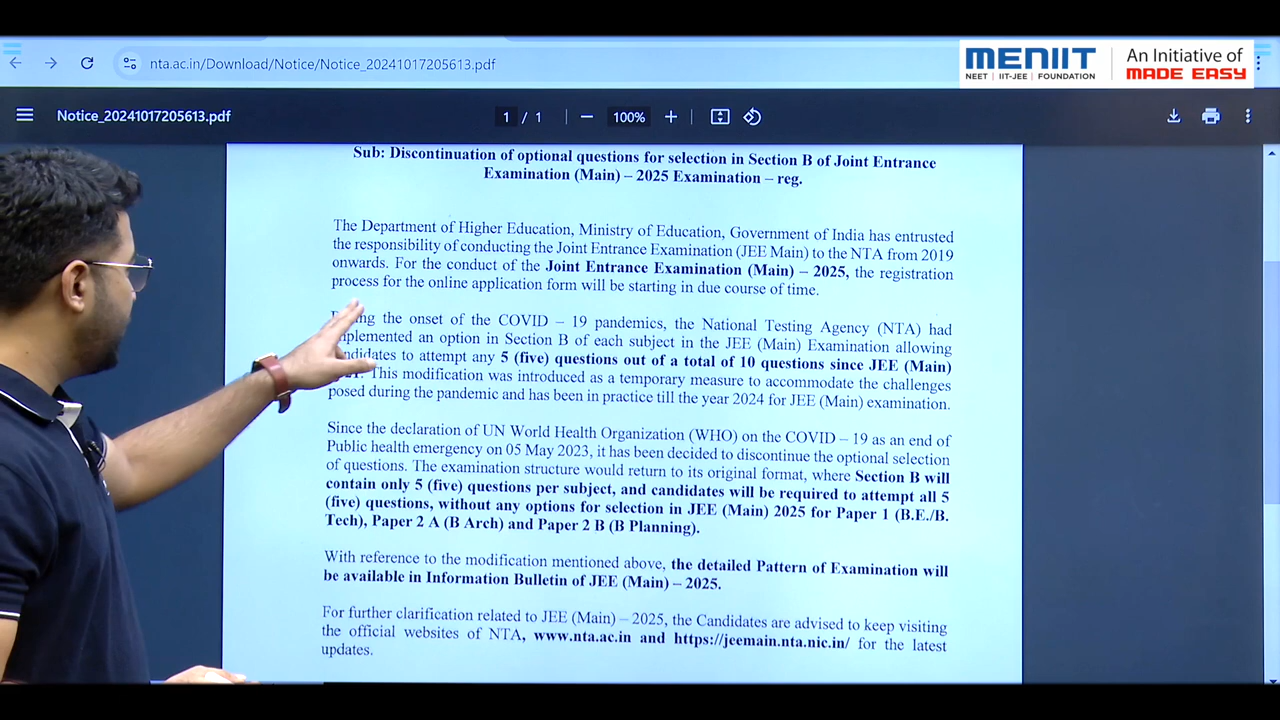 nta.ac.in/Download/Notice/Notice_20241017205613.pdf
MENIIT
NEET | IIT-JEE | FOUNDATION
An Initiative of
MADE EASY
Notice_20241017205613.pdf
1 / 1
100%
Sub: Discontinuation of optional questions for selection in Section B of Joint Entrance
Examination (Main) – 2025 Examination – reg.
The Department of Higher Education, Ministry of Education, Government of India has entrusted
the responsibility of conducting the Joint Entrance Examination (JEE Main) to the NTA from 2019
onwards. For the conduct of the Joint Entrance Examination (Main) – 2025, the registration
process for the online application form will be starting in due course of time.
the onset of the COVID – 19 pandemics, the National Testing Agency (NTA) had
an option in Section B of each subject in the JEE (Main) Examination allowing
to attempt any 5 (five) questions out of a total of 10 questions since JEE (Main)
This modification was introduced as a temporary measure to accommodate the challenges
posed during the pandemic and has been in practice till the year 2024 for JEE (Main) examination.
Since the declaration of UN World Health Organization (WHO) on the COVID – 19 as an end of
Public health emergency on 05 May 2023, it has been decided to discontinue the optional selection
of questions. The examination structure would return to its original format, where Section B will
contain only 5 (five) questions per subject, and candidates will be required to attempt all 5
(five) questions, without any options for selection in JEE (Main) 2025 for Paper 1 (B.E./B.
Tech), Paper 2 A (B Arch) and Paper 2 B (B Planning).
With reference to the modification mentioned above, the detailed Pattern of Examination will
be available in Information Bulletin of JEE (Main) – 2025.
For further clarification related to JEE (Main) – 2025, the Candidates are advised to keep visiting
the official websites of NTA, www.nta.ac.in and https://jeemain.nta.nic.in/ for the latest
updates.